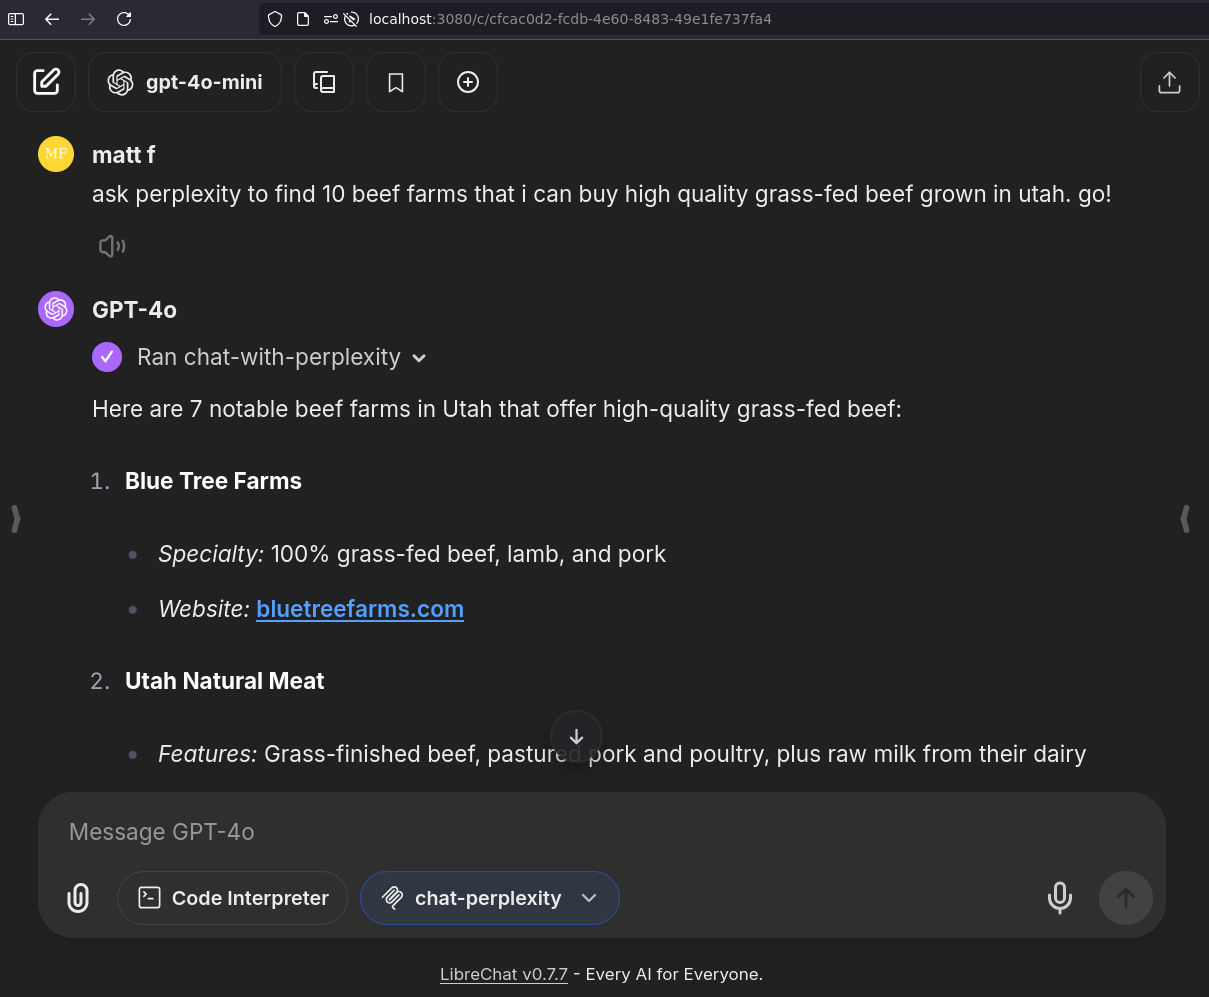 localhost:3080/c/cfcac0d2-fcdb-4e60-8483-49e1fe737fa4
gpt-4o-mini
MF matt f
ask perplexity to find 10 beef farms that i can buy high quality grass-fed beef grown in utah. go!
GPT-4o
Ran chat-with-perplexity
Here are 7 notable beef farms in Utah that offer high-quality grass-fed beef:
1. Blue Tree Farms
• Specialty: 100% grass-fed beef, lamb, and pork
• Website: bluetreefarms.com
2. Utah Natural Meat
• Features: Grass-finished beef, pastured pork and poultry, plus raw milk from their dairy
Message GPT-4o
Code Interpreter chat-perplexity
LibreChat v0.7.7 - Every AI for Everyone.